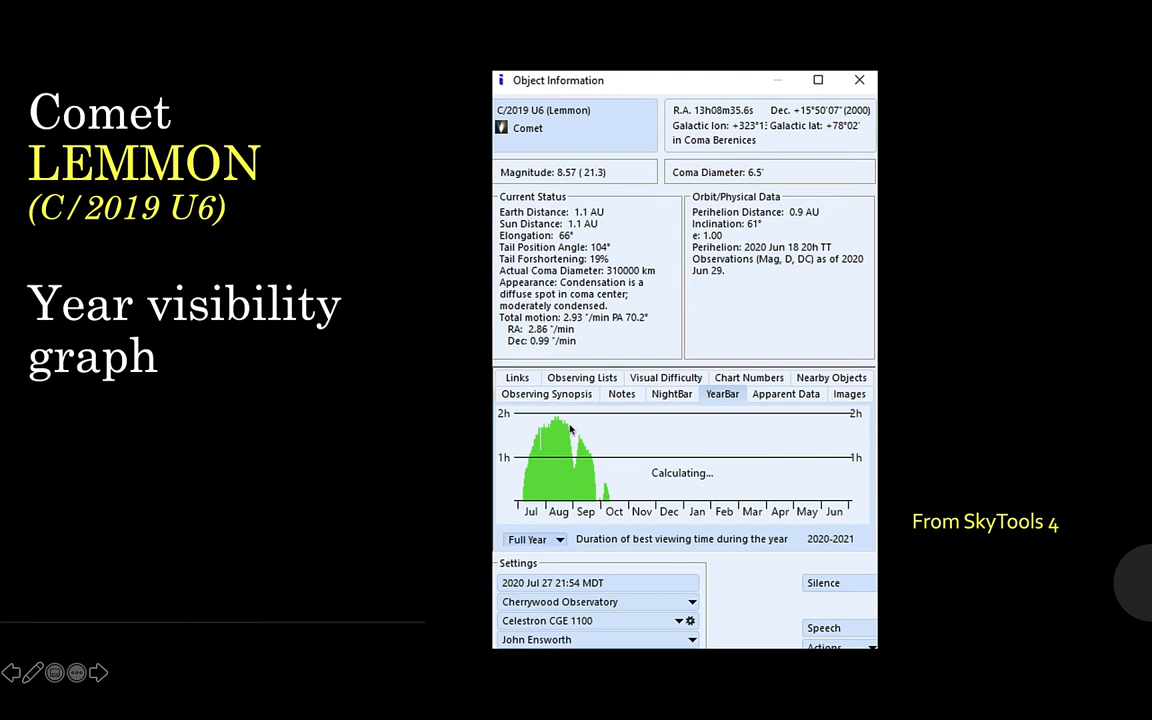 Comet
LEMMON
(C/2019 U6)
Year visibility
graph
Object Information
C/2019 U6 (Lemmon)
Comet
R.A. 13h08m35.6s Dec. +15°50'07" (2000)
Galactic lon: +323°1 Galactic lat: +78°02'
in Coma Berenices
Magnitude: 8.57 ( 21.3)
Coma Diameter: 6.5'
Current Status
Earth Distance: 1.1 AU
Sun Distance: 1.1 AU
Elongation: 66°
Tail Position Angle: 104°
Tail Forshortening: 19%
Actual Coma Diameter: 310000 km
Appearance: Condensation is a
diffuse spot in coma center;
moderately condensed.
Total motion: 2.93 "/min PA 70.2°
RA: 2.86 "/min
Dec: 0.99 "/min
Orbit/Physical Data
Perihelion Distance: 0.9 AU
Inclination: 61°
e: 1.00
Perihelion: 2020 Jun 18 20h TT
Observations (Mag, D, DC) as of 2020
Jun 29.
Links Observing Lists Visual Difficulty Chart Numbers Nearby Objects
Observing Synopsis Notes NightBar YearBar Apparent Data Images
2h 2h
1h 1h
Calculating...
Jul Aug Sep Oct Nov Dec Jan Feb Mar Apr May Jun
Full Year Duration of best viewing time during the year 2020-2021
Settings
2020 Jul 27 21:54 MDT
Cherrywood Observatory
Celestron CGE 1100
John Ensworth
Silence
Speech
Actions
From SkyTools 4